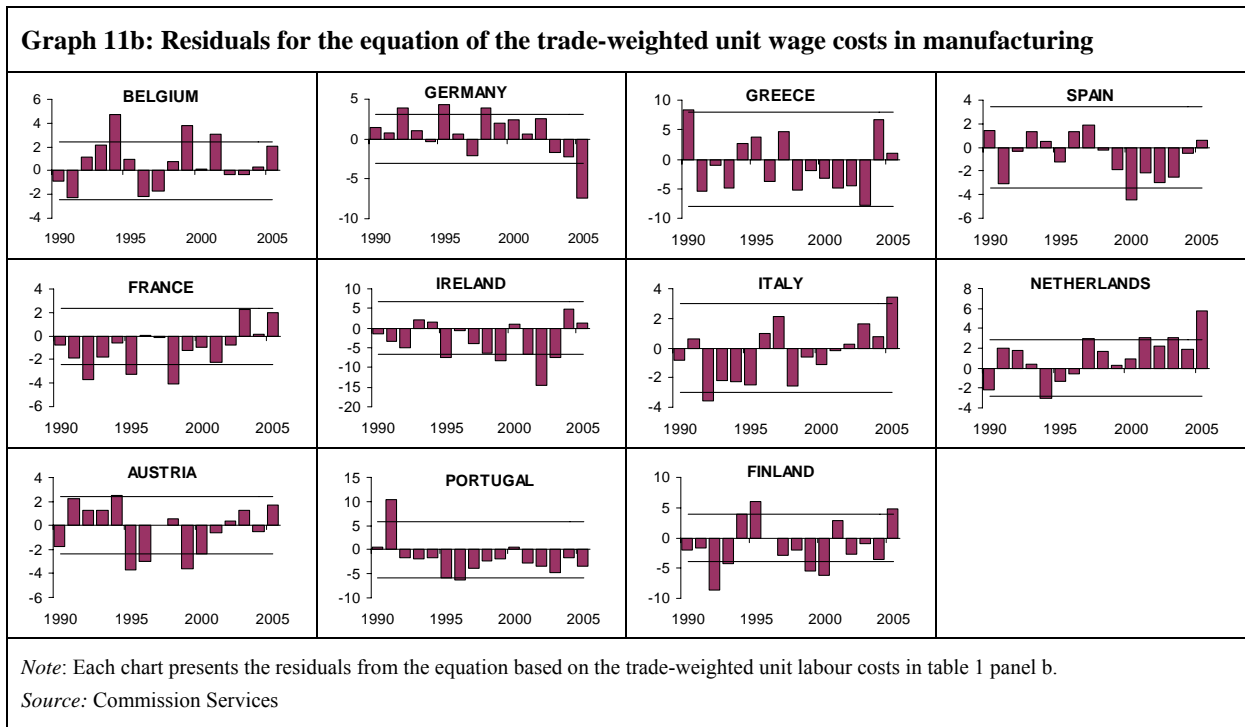 Graph 11b: Residuals for the equation of the trade-weighted unit wage costs in manufacturing
BELGIUM
6
4
2
0
-2
-4
1990 1995 2000 2005
GERMANY
5
0
-5
-10
1990 1995 2000 2005
GREECE
10
5
0
-5
-10
1990 1995 2000 2005
SPAIN
4
2
0
-2
-4
-6
1990 1995 2000 2005
FRANCE
4
2
0
-2
-4
-6
1990 1995 2000 2005
IRELAND
10
5
0
-5
-10
-15
-20
1990 1995 2000 2005
ITALY
4
2
0
-2
-4
1990 1995 2000 2005
NETHERLANDS
8
6
4
2
0
-2
-4
1990 1995 2000 2005
AUSTRIA
4
2
0
-2
-4
-6
1990 1995 2000 2005
PORTUGAL
15
10
5
0
-5
-10
1990 1995 2000 2005
FINLAND
10
5
0
-5
-10
1990 1995 2000 2005
Note: Each chart presents the residuals from the equation based on the trade-weighted unit labour costs in table 1 panel b.
Source: Commission Services